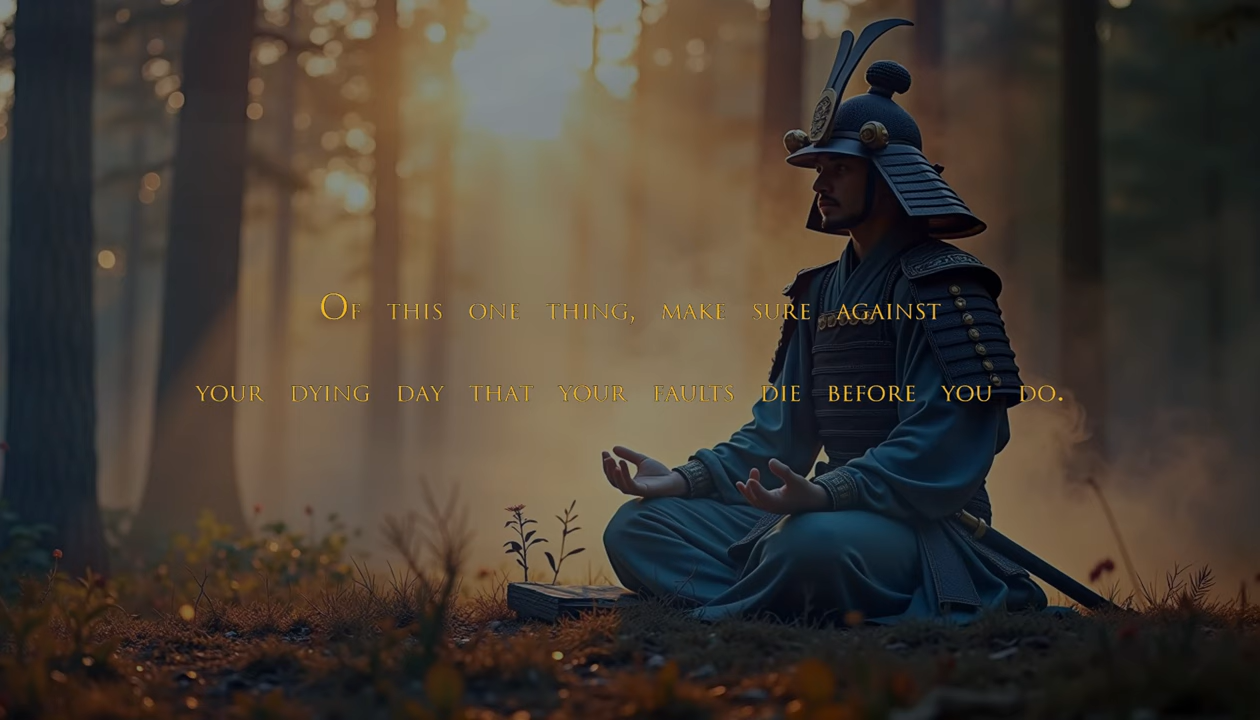 Of this one thing, make sure against
your dying day that your faults die before you do.